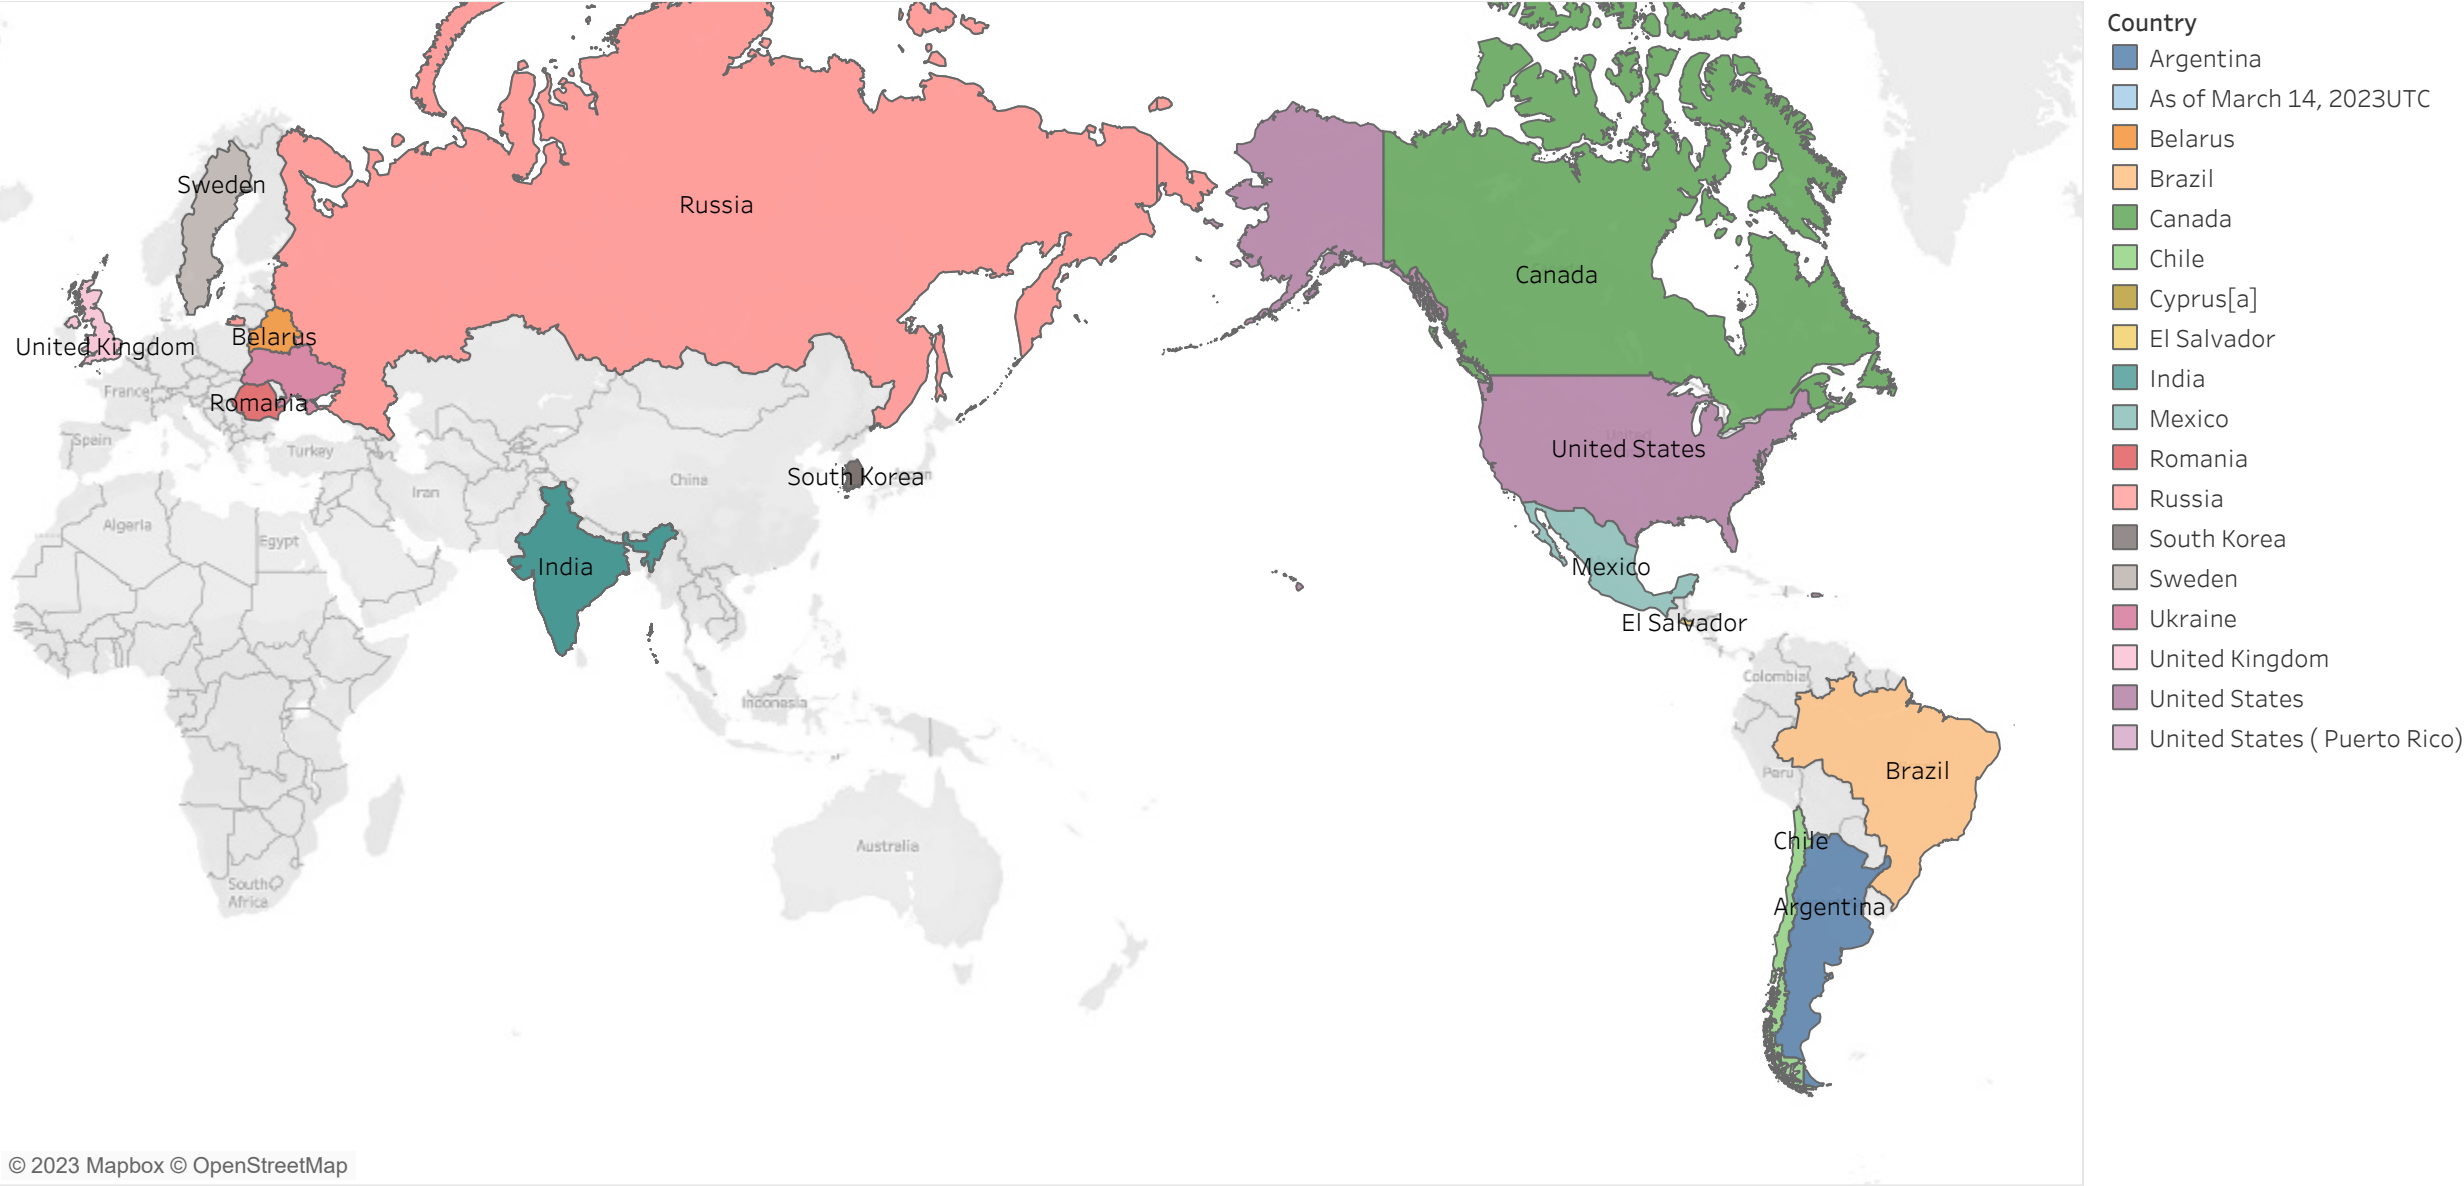 Russia
Sweden
Canada
Belarus
United Kingdom
France
Romania
Spain
Turkey
United States
South Korea
China
Iran
Algeria
Egypt
India
Mexico
El Salvador
Colombia
Indonesia
Peru
Brazil
Chile
Australia
South
Africa
Argentina
© 2023 Mapbox © OpenStreetMap
Country
Argentina
As of March 14, 2023UTC
Belarus
Brazil
Canada
Chile
Cyprus[a]
El Salvador
India
Mexico
Romania
Russia
South Korea
Sweden
Ukraine
United Kingdom
United States
United States ( Puerto Rico)